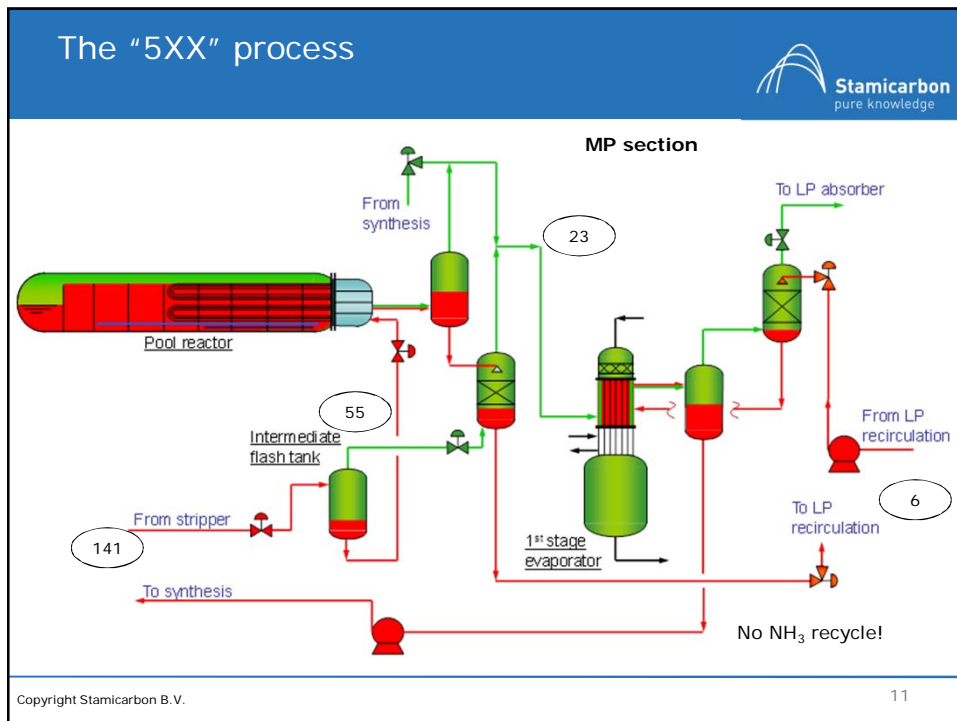 The “5XX” process
Stamicarbon
pure knowledge
MP section
To LP absorber
From
synthesis
23
Pool reactor
55
Intermediate
flash tank
From LP
recirculation
6
From stripper
141
To LP
recirculation
1st stage
evaporator
To synthesis
No NH₃ recycle!
Copyright Stamicarbon B.V.
11